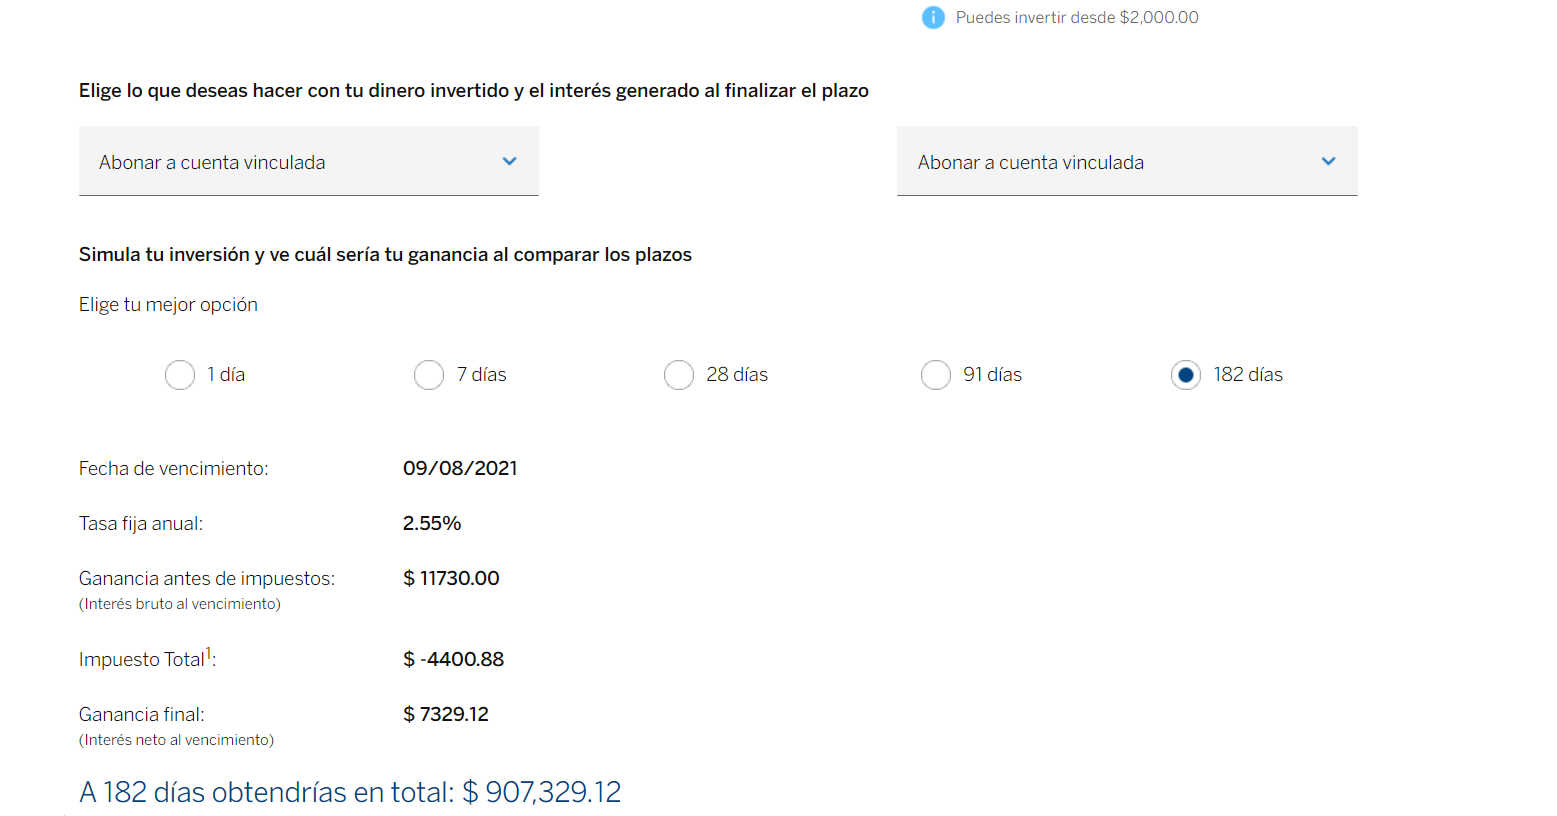 Puedes invertir desde $2,000.00
Elige lo que deseas hacer con tu dinero invertido y el interés generado al finalizar el plazo
Abonar a cuenta vinculada
Abonar a cuenta vinculada
Simula tu inversión y ve cuál sería tu ganancia al comparar los plazos
Elige tu mejor opción
1 día
7 días
28 días
91 días
182 días
Fecha de vencimiento: 09/08/2021
Tasa fija anual: 2.55%
Ganancia antes de impuestos: $ 11730.00
(Interés bruto al vencimiento)
Impuesto Total¹: $ -4400.88
Ganancia final: $ 7329.12
(Interés neto al vencimiento)
A 182 días obtendrías en total: $ 907,329.12